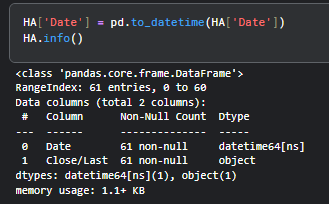 HA['Date'] = pd.to_datetime(HA['Date'])
HA.info()
<class 'pandas.core.frame.DataFrame'>
RangeIndex: 61 entries, 0 to 60
Data columns (total 2 columns):
 #   Column      Non-Null Count  Dtype
---  ------      --------------  -----
 0   Date        61 non-null     datetime64[ns]
 1   Close/Last  61 non-null     object
dtypes: datetime64[ns](1), object(1)
memory usage: 1.1+ KB